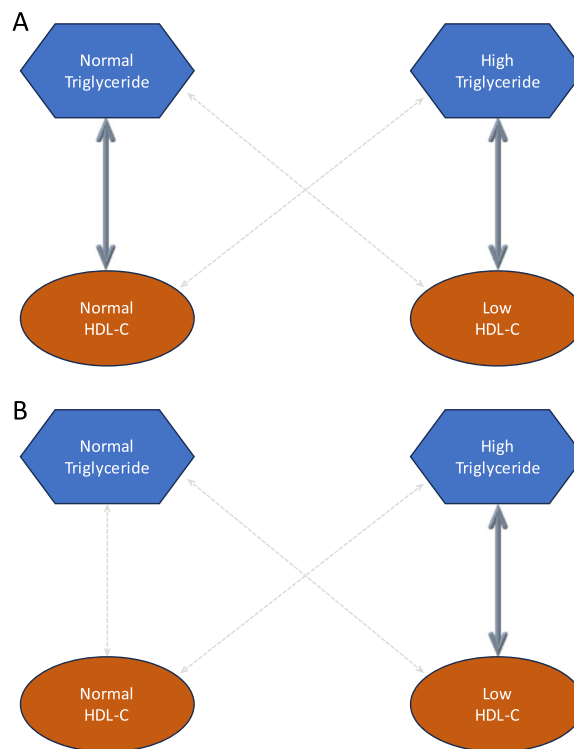 A
Normal
Triglyceride
High
Triglyceride
Normal
HDL-C
Low
HDL-C
B
Normal
Triglyceride
High
Triglyceride
Normal
HDL-C
Low
HDL-C